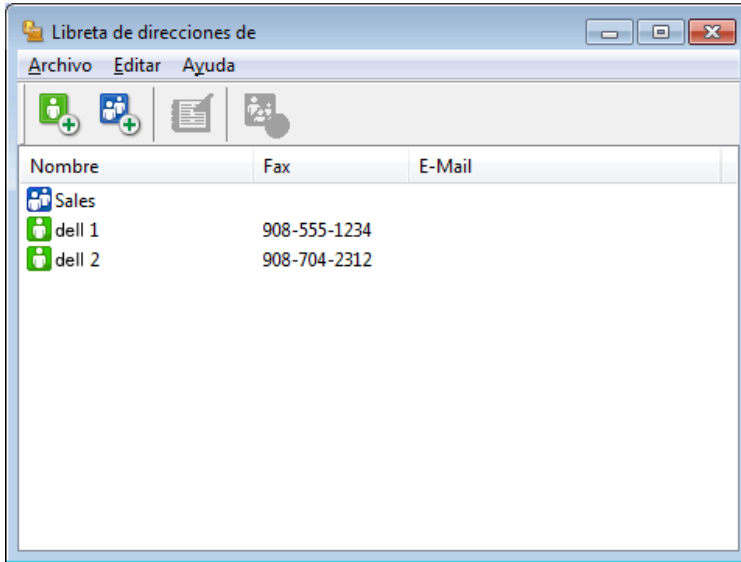 Libreta de direcciones de
Archivo Editar Ayuda
Nombre Fax E-Mail
Sales
dell 1 908-555-1234
dell 2 908-704-2312